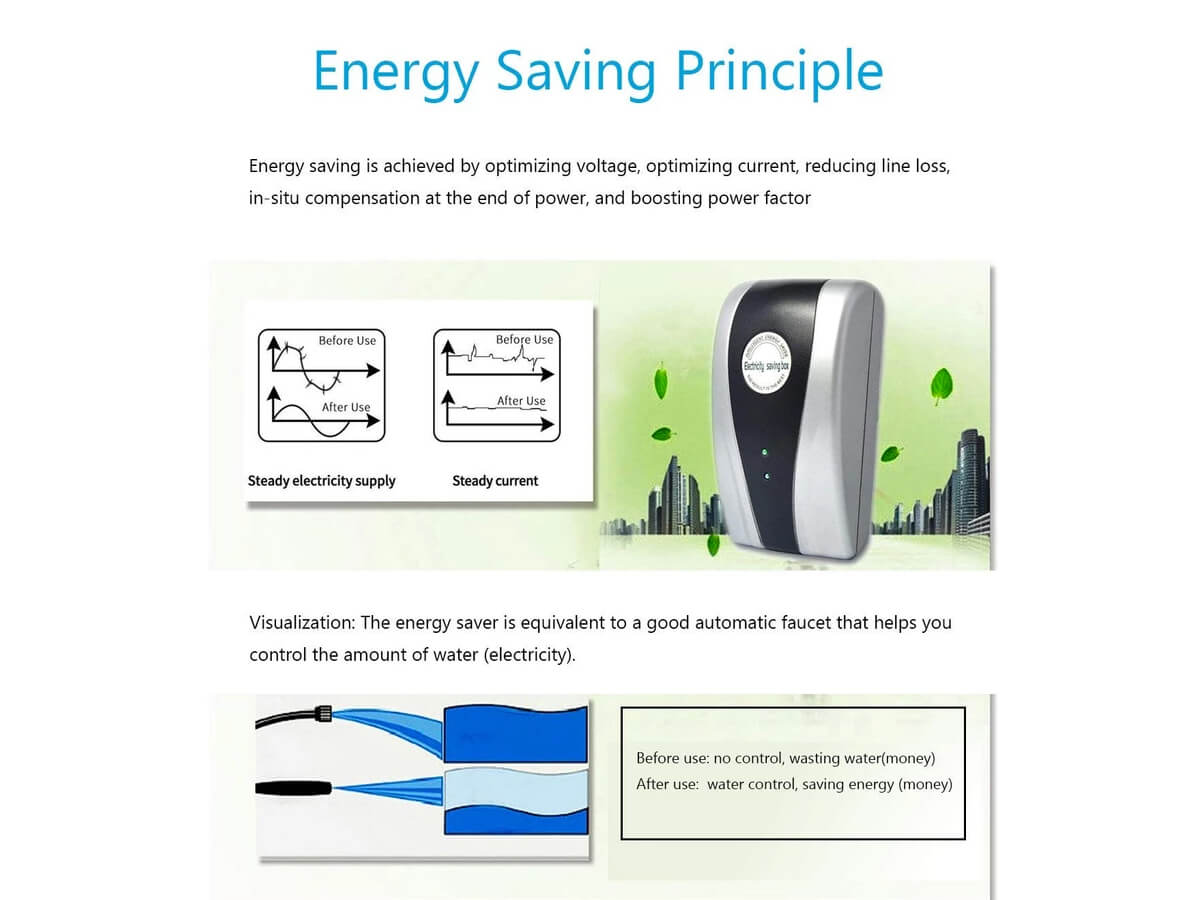 Energy Saving Principle
Energy saving is achieved by optimizing voltage, optimizing current, reducing line loss,
in-situ compensation at the end of power, and boosting power factor
Before Use
After Use
Steady electricity supply
Before Use
After Use
Steady current
Electricity saving box
Visualization: The energy saver is equivalent to a good automatic faucet that helps you
control the amount of water (electricity).
Before use: no control, wasting water(money)
After use: water control, saving energy (money)